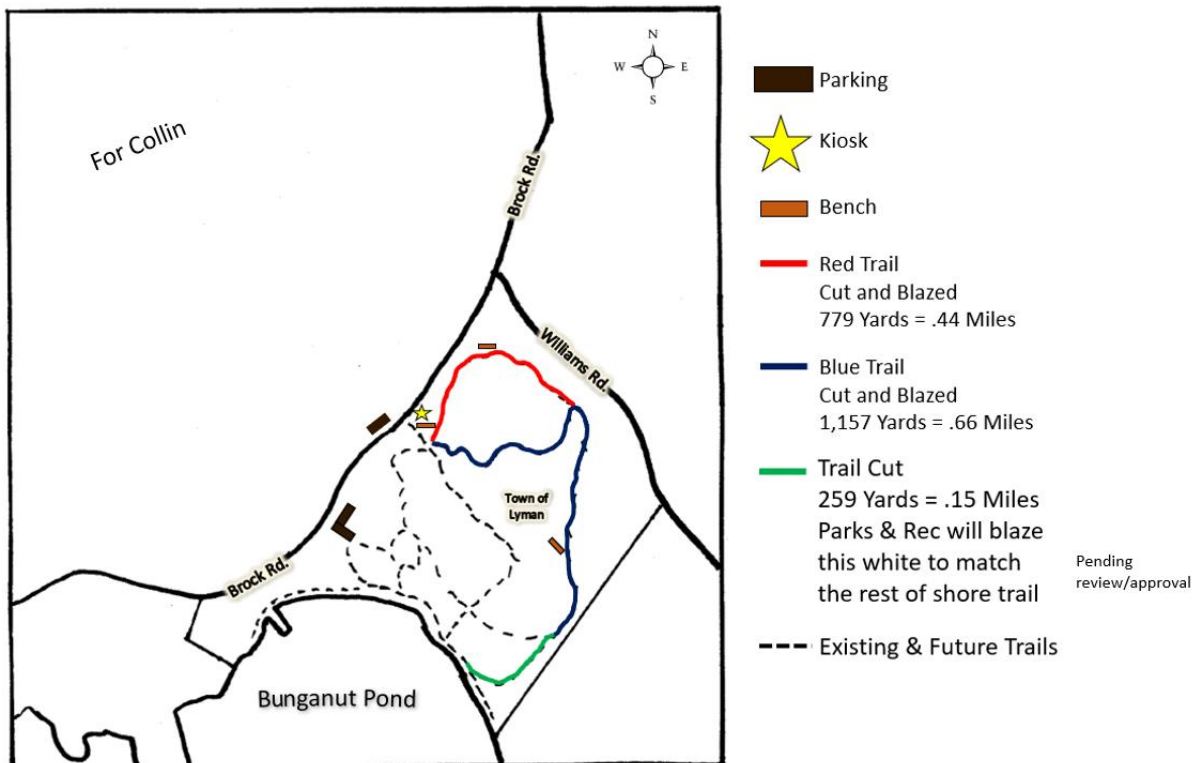 N
W E
S
For Collin
Brock Rd.
Williams Rd.
Town of
Lyman
Brock Rd.
Bunganut Pond
Parking
Kiosk
Bench
Red Trail
Cut and Blazed
779 Yards = .44 Miles
Blue Trail
Cut and Blazed
1,157 Yards = .66 Miles
Trail Cut
259 Yards = .15 Miles
Parks & Rec will blaze
this white to match
the rest of shore trail
Pending
review/approval
Existing & Future Trails